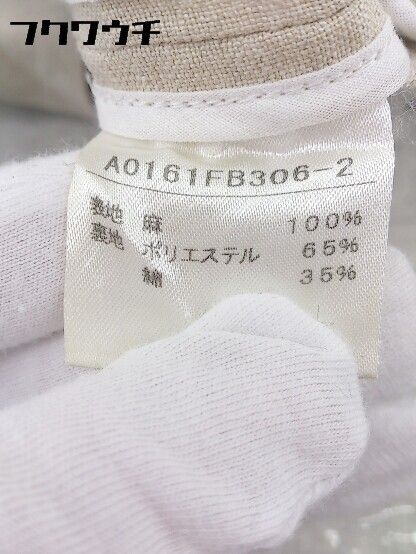 フクワウチ
A0161FB306-2
表地 麻 100%
裏地 ポリエステル 65%
綿 35%